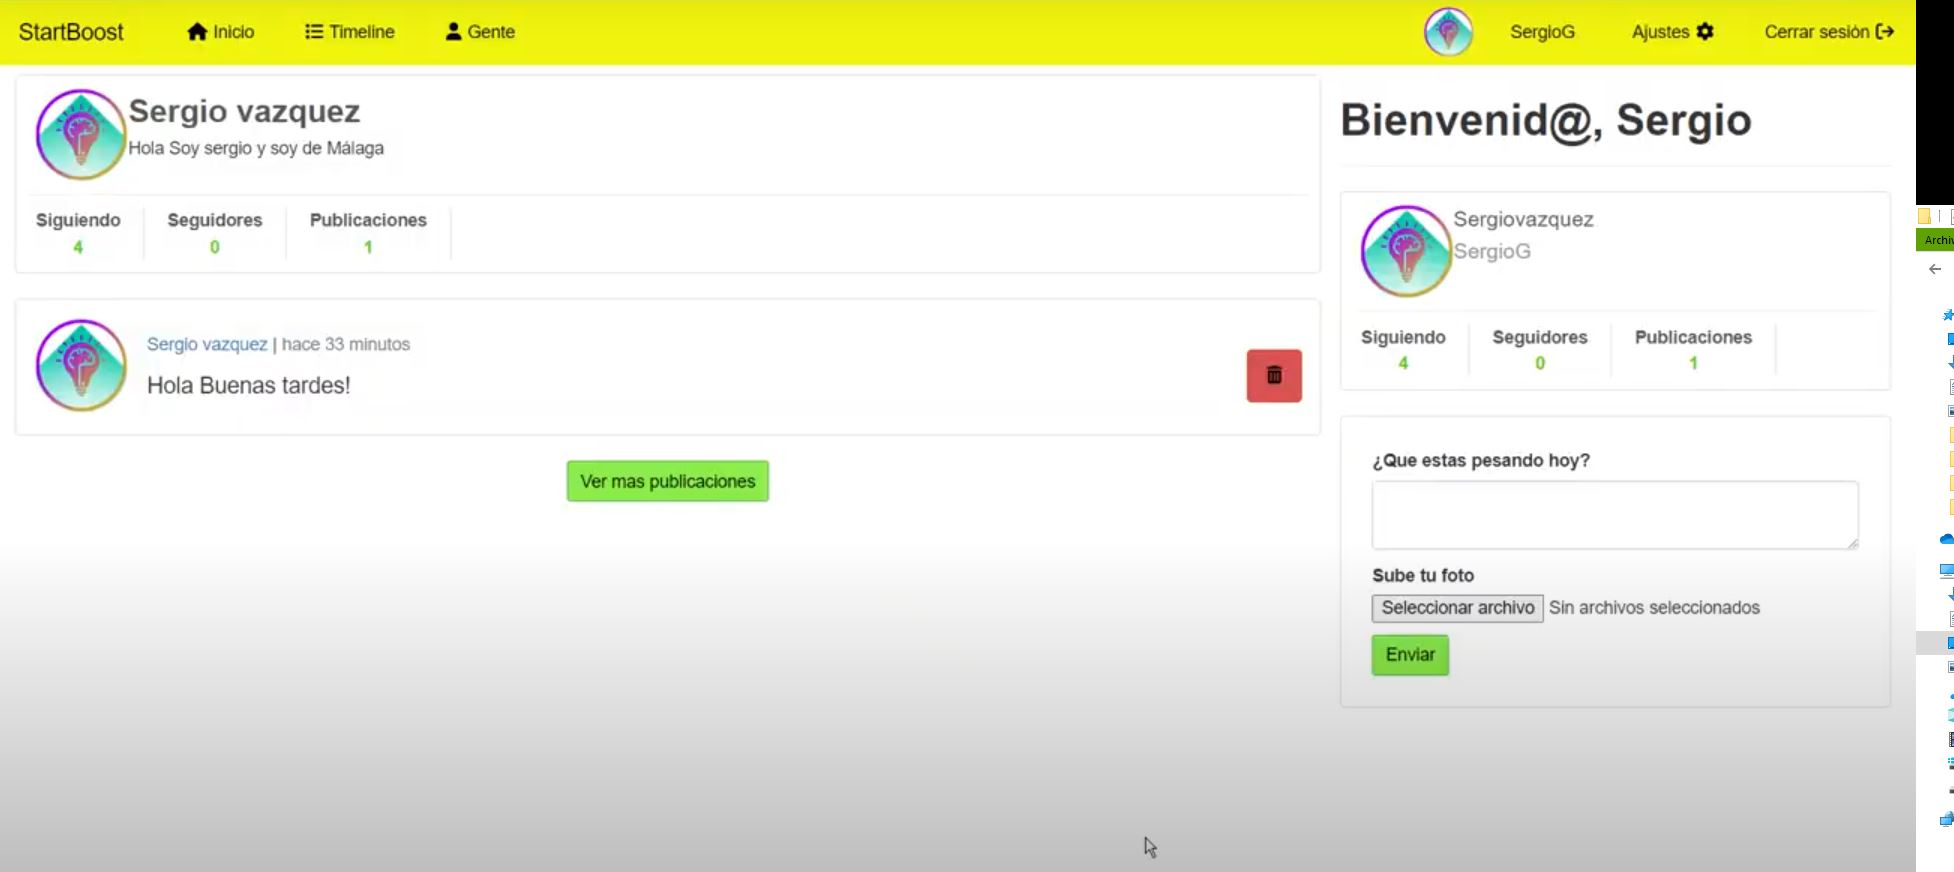 StartBoost Inicio Timeline Gente SergioG Ajustes Cerrar sesión
Sergio vazquez
Hola Soy sergio y soy de Málaga
Siguiendo Seguidores Publicaciones
4 0 1
Sergio vazquez | hace 33 minutos
Hola Buenas tardes!
Ver mas publicaciones
Bienvenid@, Sergio
Sergiovazquez
SergioG
Siguiendo Seguidores Publicaciones
4 0 1
¿Que estas pesando hoy?
Sube tu foto
Seleccionar archivo Sin archivos seleccionados
Enviar
Archiv